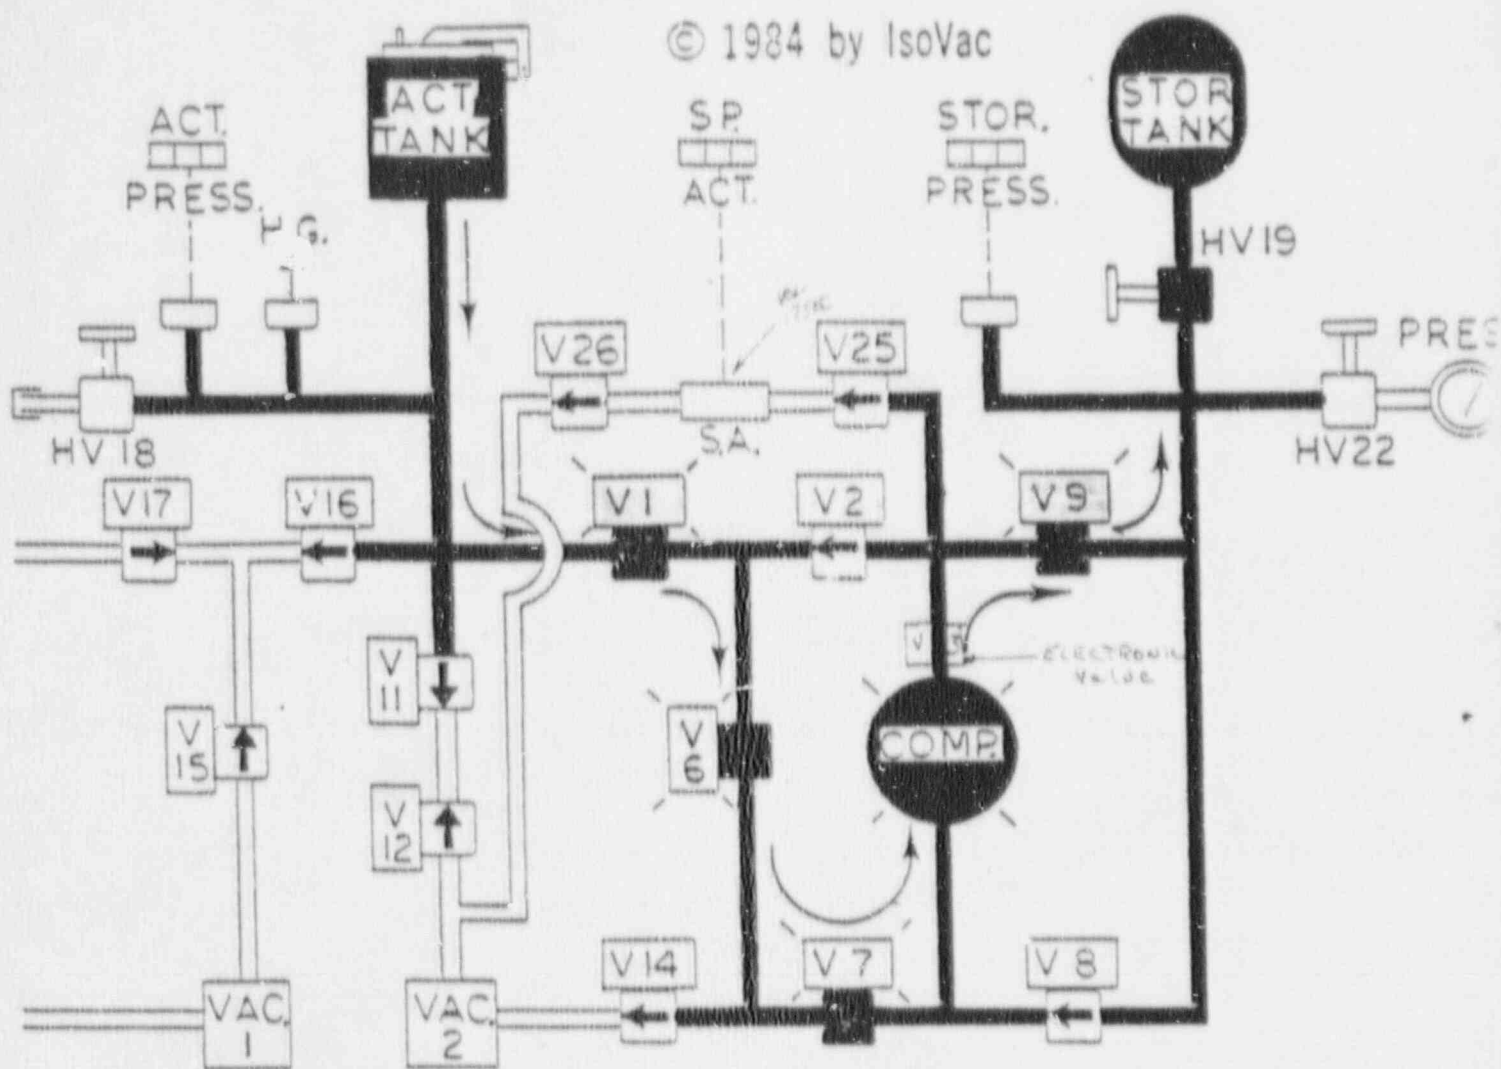 © 1984 by IsoVac
ACT.
TANK
STOR
TANK
ACT.
PRESS.
S.P.
ACT.
STOR.
PRESS.
HV19
V26
V25
PRES
HV 18
S.A.
HV22
V17
V16
V1
V2
V9
V
11
ELECTRONIC
Valve
V
15
V
6
COMP.
V
12
V14
V7
V8
VAC.
1
VAC.
2